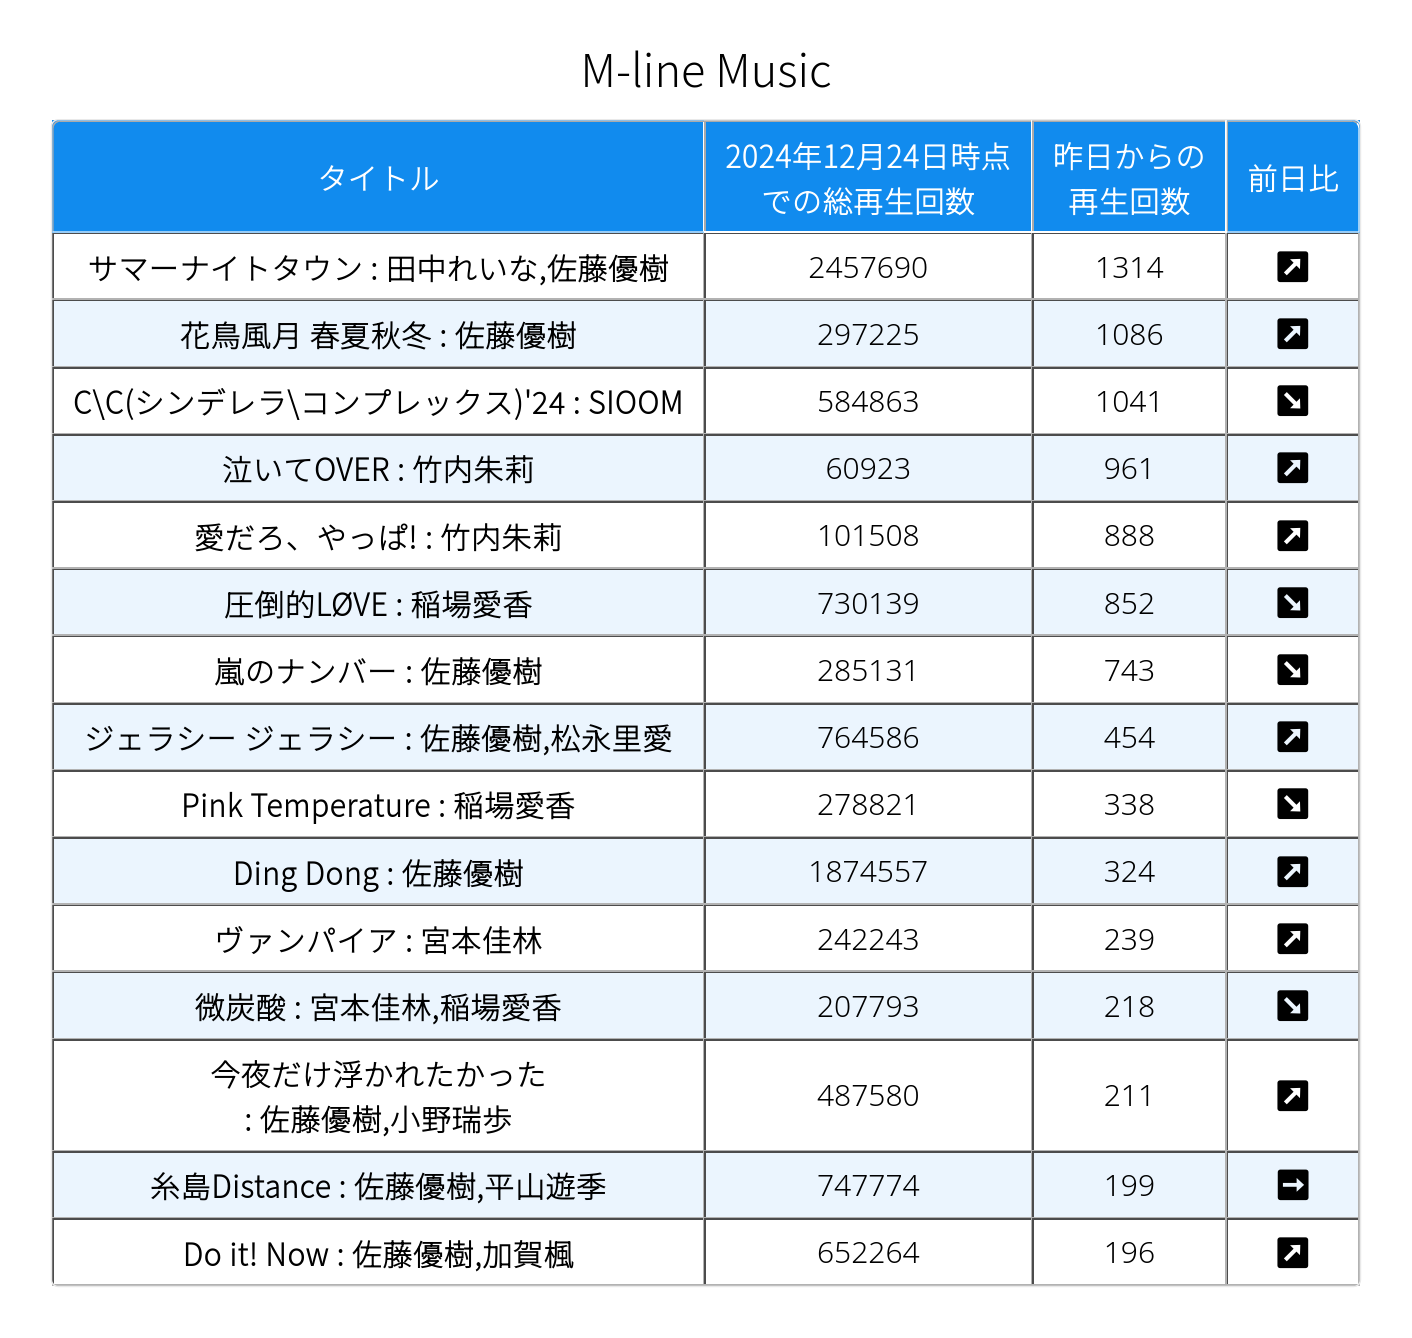 M-line Music
タイトル
2024年12月24日時点
での総再生回数
昨日からの
再生回数
前日比
サマーナイトタウン : 田中れいな,佐藤優樹 2457690 1314 ↗
花鳥風月 春夏秋冬 : 佐藤優樹 297225 1086 ↗
C\C(シンデレラ\コンプレックス)'24 : SIOOM 584863 1041 ↘
泣いてOVER : 竹内朱莉 60923 961 ↗
愛だろ、やっぱ! : 竹内朱莉 101508 888 ↗
圧倒的LØVE : 稲場愛香 730139 852 ↘
嵐のナンバー : 佐藤優樹 285131 743 ↘
ジェラシー ジェラシー : 佐藤優樹,松永里愛 764586 454 ↗
Pink Temperature : 稲場愛香 278821 338 ↘
Ding Dong : 佐藤優樹 1874557 324 ↗
ヴァンパイア : 宮本佳林 242243 239 ↗
微炭酸 : 宮本佳林,稲場愛香 207793 218 ↘
今夜だけ浮かれたかった
: 佐藤優樹,小野瑞歩 487580 211 ↗
糸島Distance : 佐藤優樹,平山遊季 747774 199 →
Do it! Now : 佐藤優樹,加賀楓 652264 196 ↗